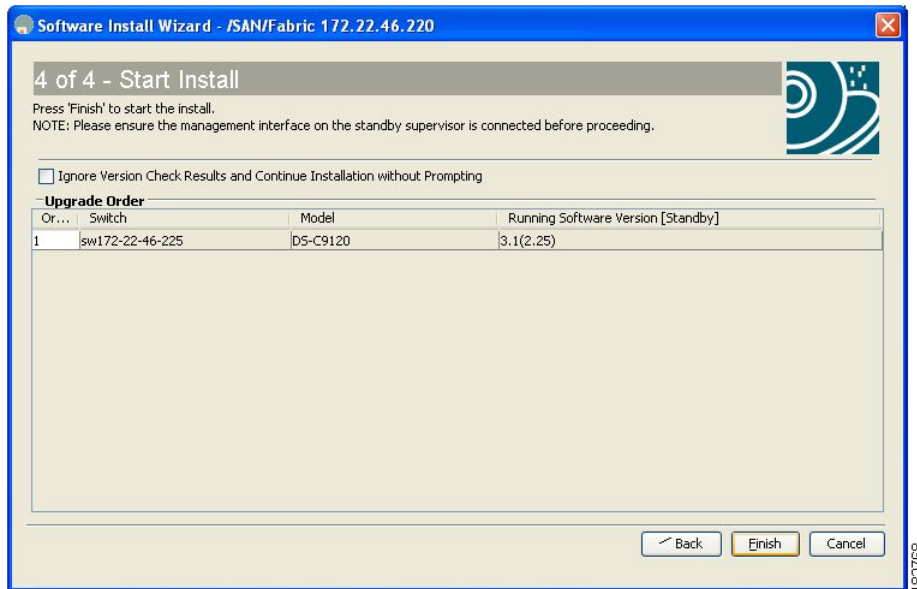 Software Install Wizard - /SAN/Fabric 172.22.46.220
4 of 4 - Start Install
Press 'Finish' to start the install.
NOTE: Please ensure the management interface on the standby supervisor is connected before proceeding.
Ignore Version Check Results and Continue Installation without Prompting
Upgrade Order
Or... Switch Model Running Software Version [Standby]
1 sw172-22-46-225 DS-C9120 3.1(2.25)
Back Finish Cancel